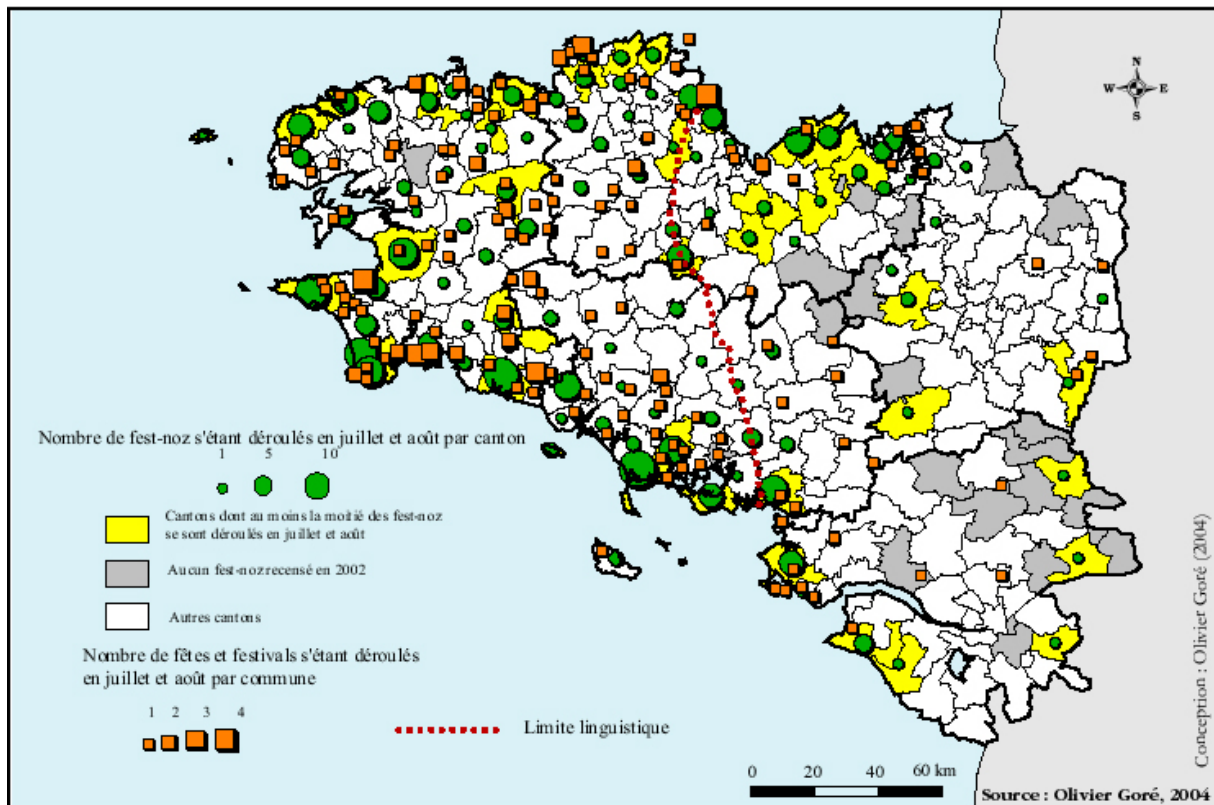 N
W E
S
Nombre de fest-noz s'étant déroulés en juillet et août par canton
1 5 10
Cantons dont au moins la moitié des fest-noz
se sont déroulés en juillet et août
Aucun fest-noz recensé en 2002
Autres cantons
Nombre de fêtes et festivals s'étant déroulés
en juillet et août par commune
1 2 3 4
Limite linguistique
0 20 40 60 km
Source : Olivier Goré, 2004
Conception : Olivier Goré (2004)